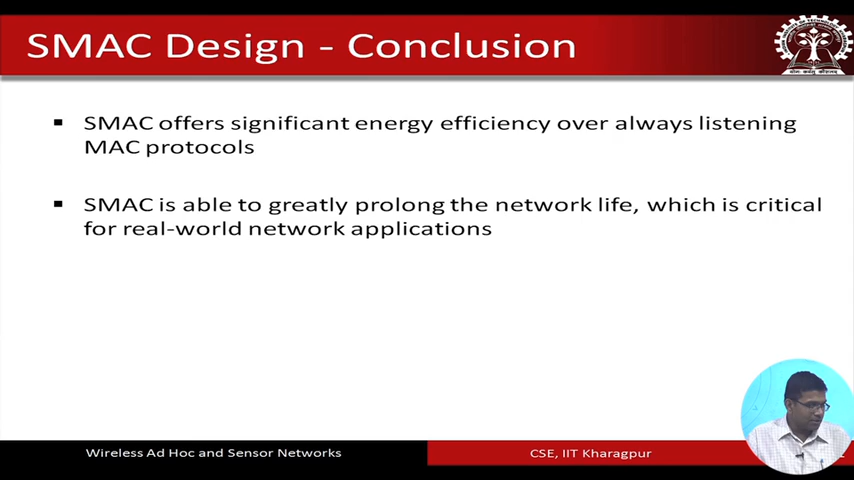 SMAC Design - Conclusion
SMAC offers significant energy efficiency over always listening
MAC protocols
SMAC is able to greatly prolong the network life, which is critical
for real-world network applications
Wireless Ad Hoc and Sensor Networks
CSE, IIT Kharagpur